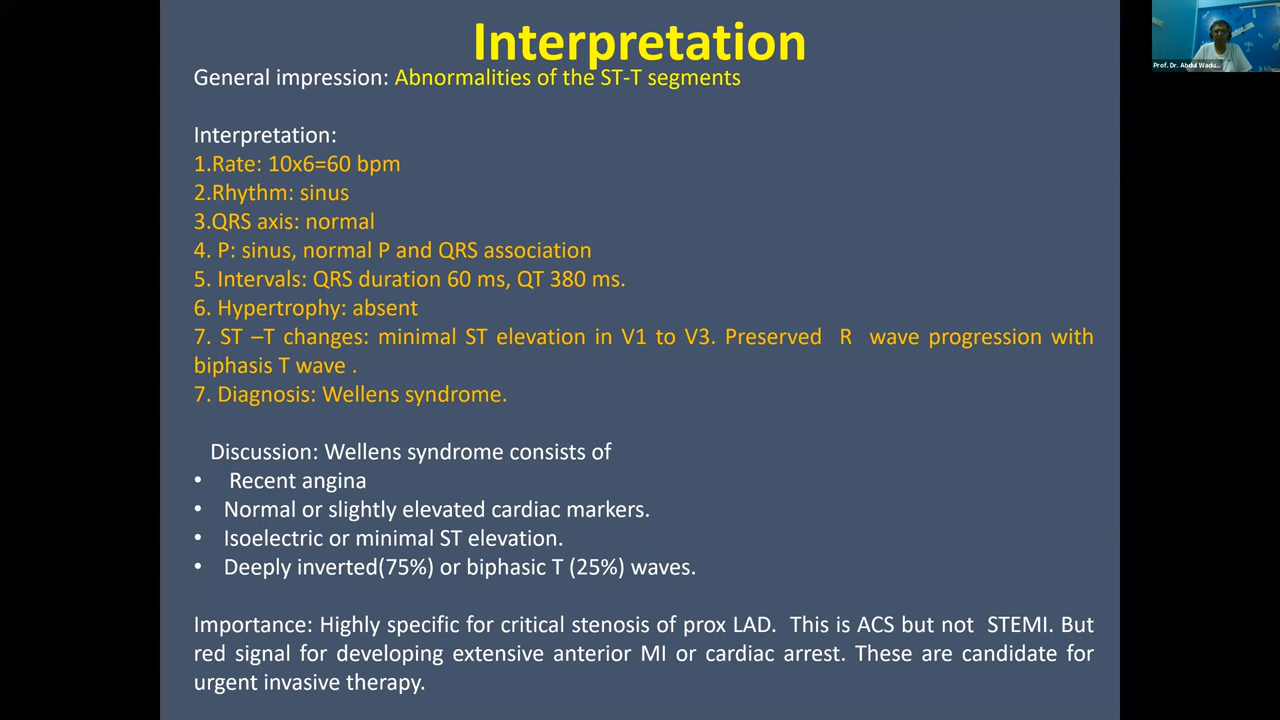 Interpretation
General impression: Abnormalities of the ST-T segments
Interpretation:
1.Rate: 10x6=60 bpm
2.Rhythm: sinus
3.QRS axis: normal
4. P: sinus, normal P and QRS association
5. Intervals: QRS duration 60 ms, QT 380 ms.
6. Hypertrophy: absent
7. ST –T changes: minimal ST elevation in V1 to V3. Preserved R wave progression with
biphasis T wave .
7. Diagnosis: Wellens syndrome.
Discussion: Wellens syndrome consists of
• Recent angina
• Normal or slightly elevated cardiac markers.
• Isoelectric or minimal ST elevation.
• Deeply inverted(75%) or biphasic T (25%) waves.
Importance: Highly specific for critical stenosis of prox LAD. This is ACS but not STEMI. But
red signal for developing extensive anterior MI or cardiac arrest. These are candidate for
urgent invasive therapy.
Prof. Dr. Abdul Wadu...